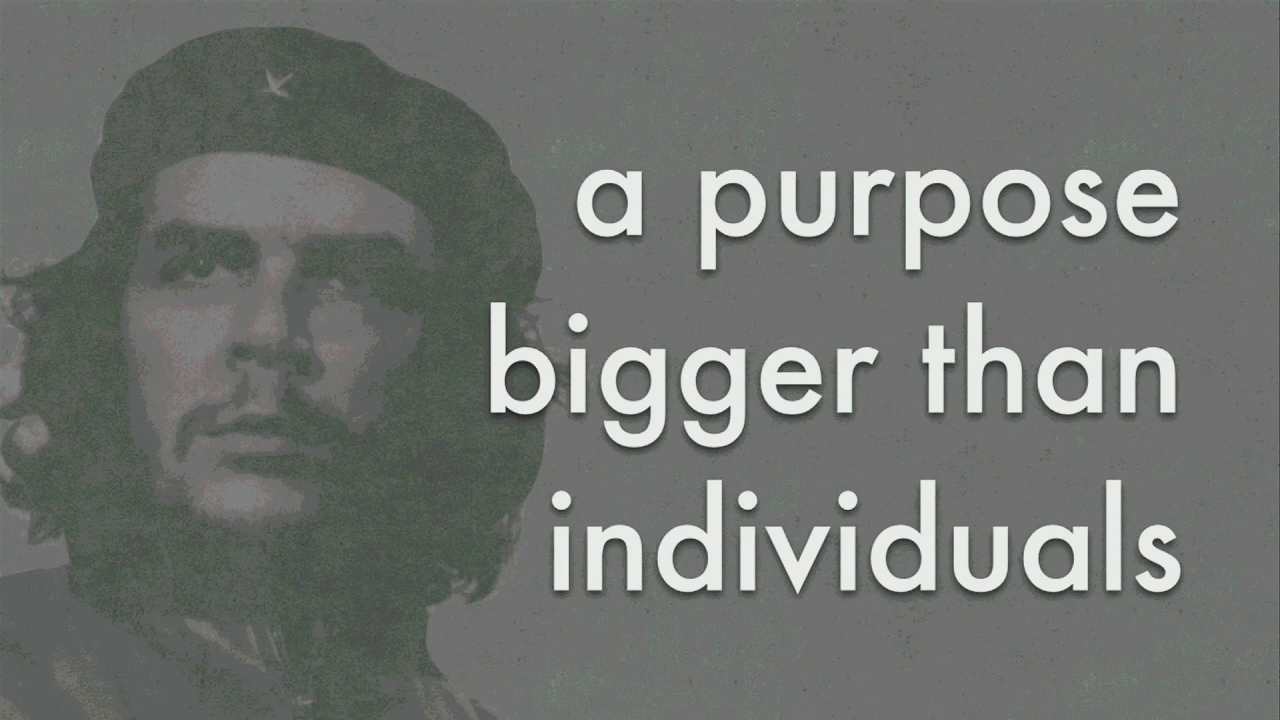 a purpose
bigger than
individuals